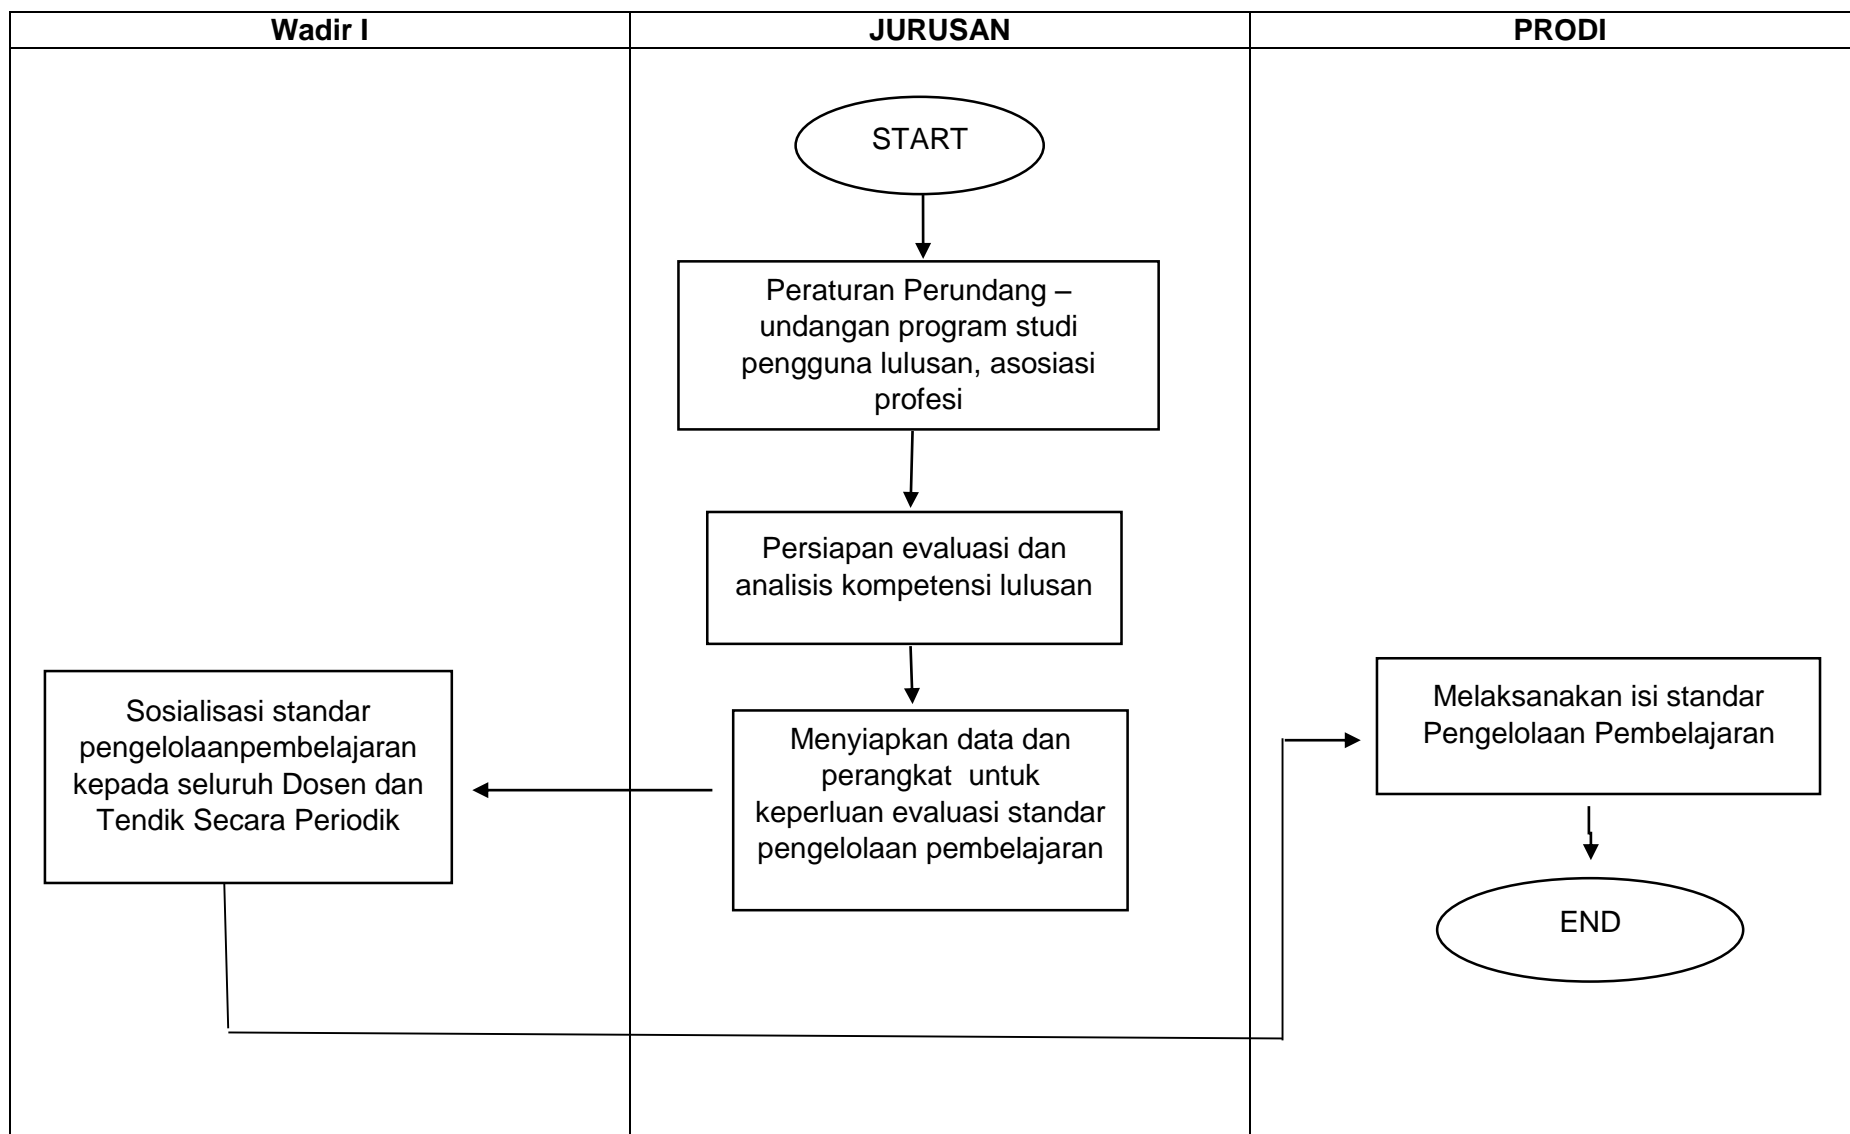 Wadir I
JURUSAN
PRODI
START
Peraturan Perundang –
undangan program studi
pengguna lulusan, asosiasi
profesi
Persiapan evaluasi dan
analisis kompetensi lulusan
Menyiapkan data dan
perangkat  untuk
keperluan evaluasi standar
pengelolaan pembelajaran
Sosialisasi standar
pengelolaanpembelajaran
kepada seluruh Dosen dan
Tendik Secara Periodik
Melaksanakan isi standar
Pengelolaan Pembelajaran
END